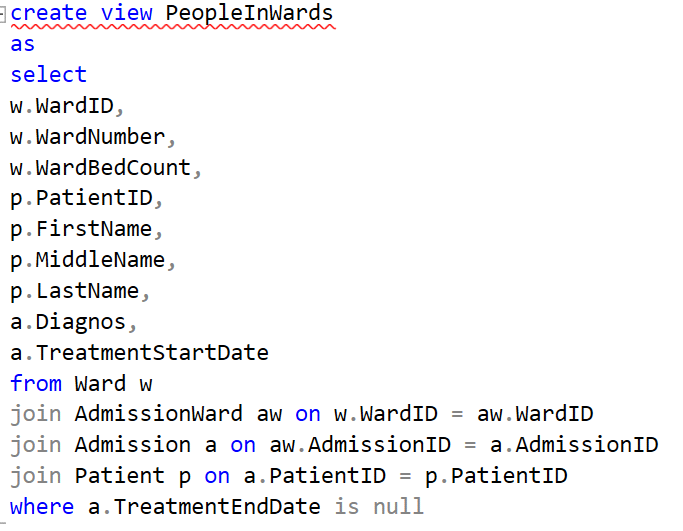 create view PeopleInWards
as
select
w.WardID,
w.WardNumber,
w.WardBedCount,
p.PatientID,
p.FirstName,
p.MiddleName,
p.LastName,
a.Diagnos,
a.TreatmentStartDate
from Ward w
join AdmissionWard aw on w.WardID = aw.WardID
join Admission a on aw.AdmissionID = a.AdmissionID
join Patient p on a.PatientID = p.PatientID
where a.TreatmentEndDate is null